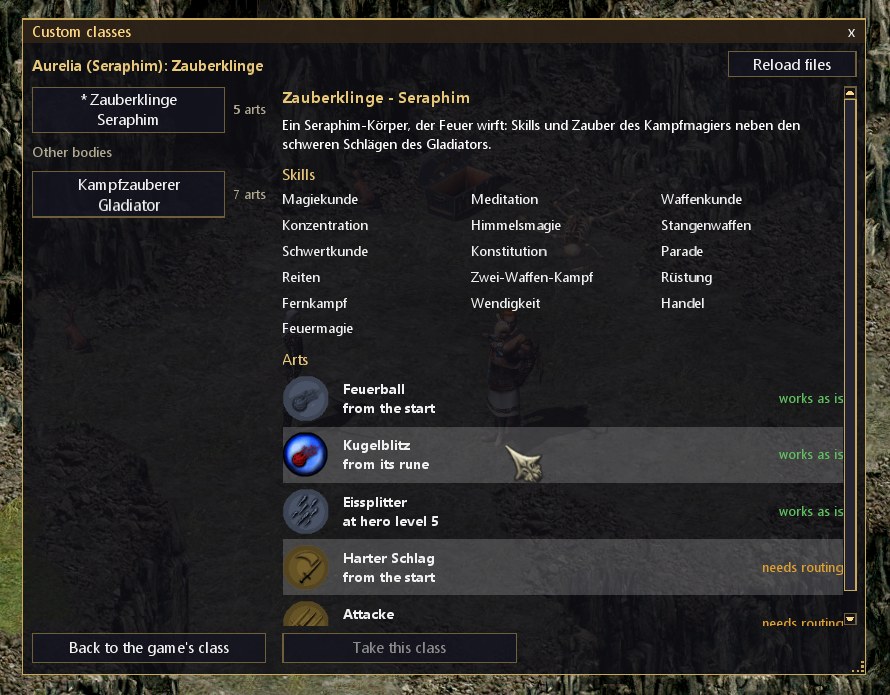 Custom classes x
Aurelia (Seraphim): Zauberklinge
Reload files
* Zauberklinge
Seraphim
5 arts
Other bodies
Kampfzauberer
Gladiator
7 arts
Zauberklinge - Seraphim
Ein Seraphim-Körper, der Feuer wirft: Skills und Zauber des Kampfmagiers neben den
schweren Schlägen des Gladiators.
Skills
Magiekunde Meditation Waffenkunde
Konzentration Himmelsmagie Stangenwaffen
Schwertkunde Konstitution Parade
Reiten Zwei-Waffen-Kampf Rüstung
Fernkampf Wendigkeit Handel
Feuermagie
Arts
Feuerball
from the start
works as is
Kugelblitz
from its rune
works as is
Eissplitter
at hero level 5
works as is
Harter Schlag
from the start
needs routing
Attacke
needs routing
Back to the game's class
Take this class